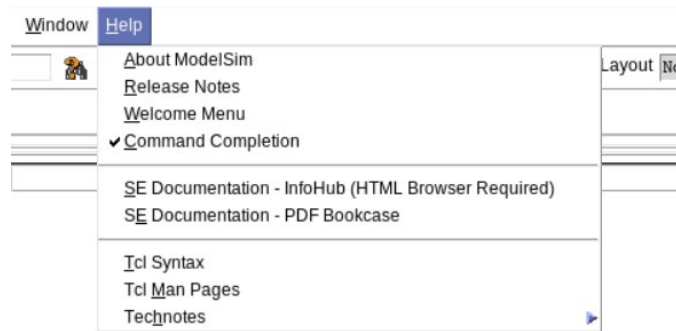 Window Help
About ModelSim
Layout
Release Notes
Welcome Menu
Command Completion
SE Documentation - InfoHub (HTML Browser Required)
SE Documentation - PDF Bookcase
Tcl Syntax
Tcl Man Pages
Technotes